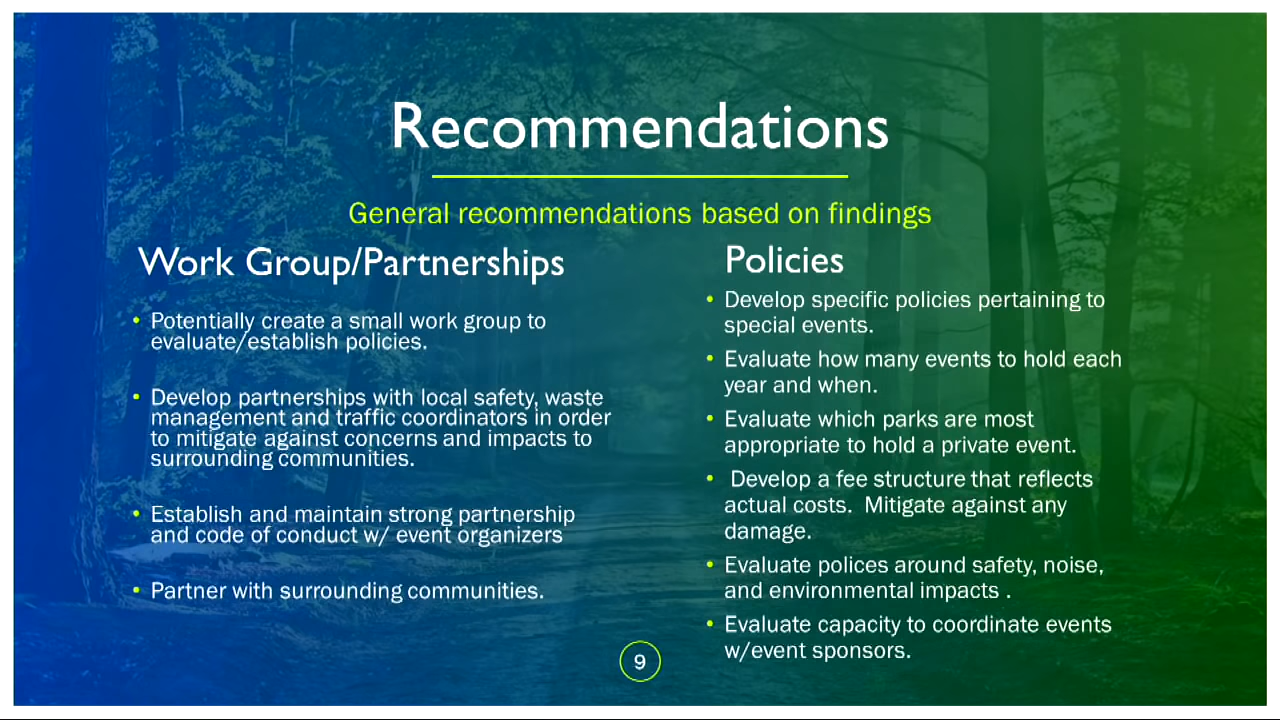 Recommendations
General recommendations based on findings
Work Group/Partnerships
• Potentially create a small work group to
evaluate/establish policies.
• Develop partnerships with local safety, waste
management and traffic coordinators in order
to mitigate against concerns and impacts to
surrounding communities.
• Establish and maintain strong partnership
and code of conduct w/ event organizers
• Partner with surrounding communities.
Policies
• Develop specific policies pertaining to
special events.
• Evaluate how many events to hold each
year and when.
• Evaluate which parks are most
appropriate to hold a private event.
• Develop a fee structure that reflects
actual costs.  Mitigate against any
damage.
• Evaluate polices around safety, noise,
and environmental impacts .
• Evaluate capacity to coordinate events
w/event sponsors.
9